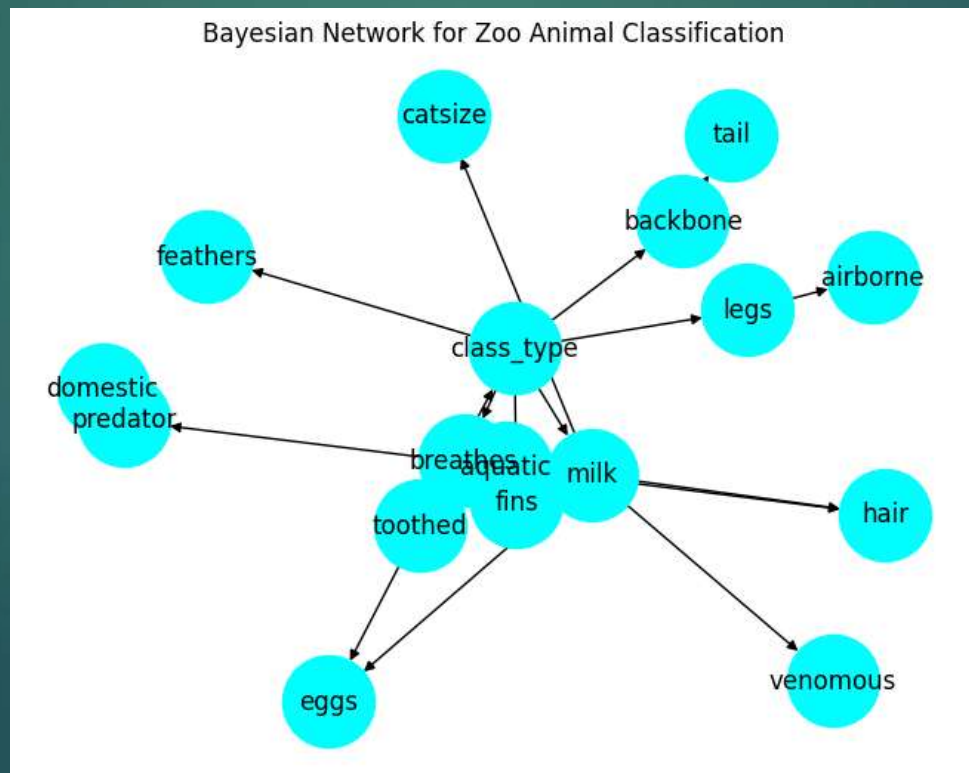 Bayesian Network for Zoo Animal Classification
catsize
tail
backbone
feathers
airborne
legs
class_type
domestic
predator
breathes
aquatic
milk
fins
hair
toothed
venomous
eggs